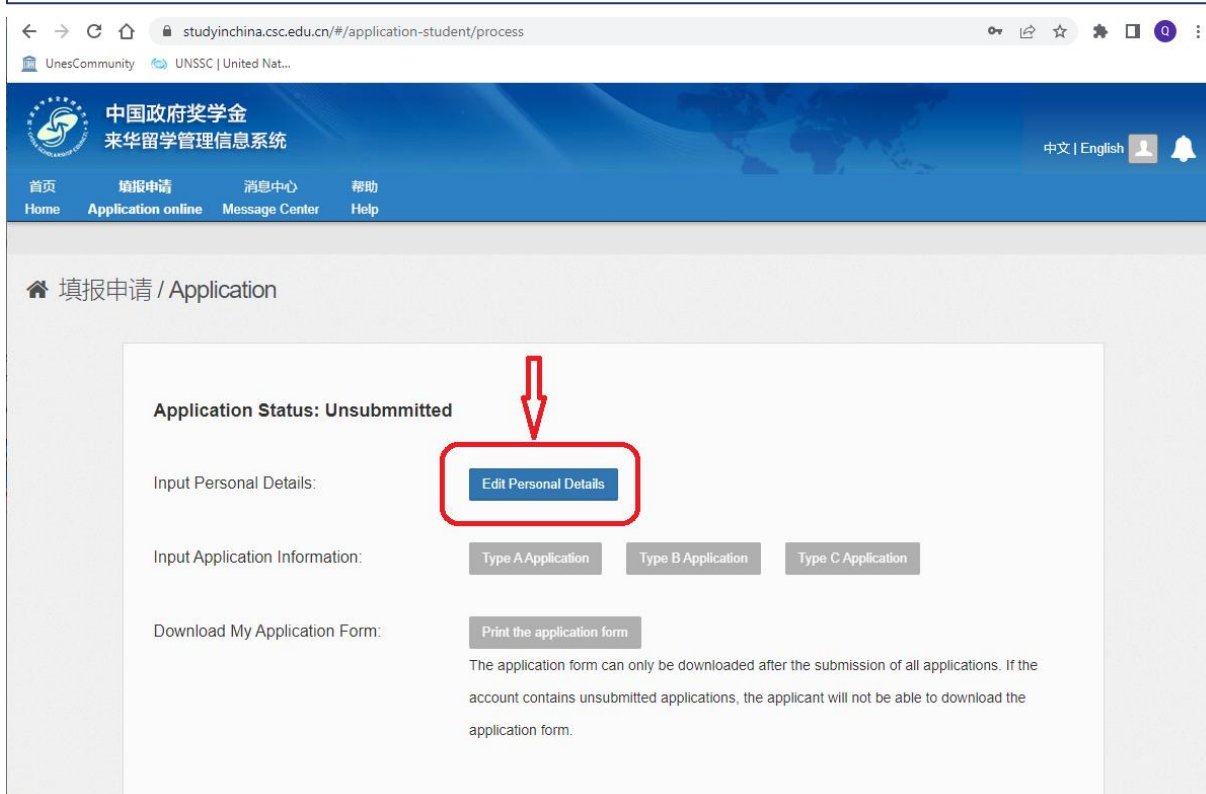 studyinchina.csc.edu.cn/#/application-student/process
Q
UnesCommunity UNSSC | United Nat...
中国政府奖学金
来华留学管理信息系统
中文 | English
首页 填报申请 消息中心 帮助
Home Application online Message Center Help
填报申请 / Application
Application Status: Unsubmmitted
Input Personal Details: Edit Personal Details
Input Application Information: Type A Application Type B Application Type C Application
Download My Application Form: Print the application form
The application form can only be downloaded after the submission of all applications. If the
account contains unsubmitted applications, the applicant will not be able to download the
application form.